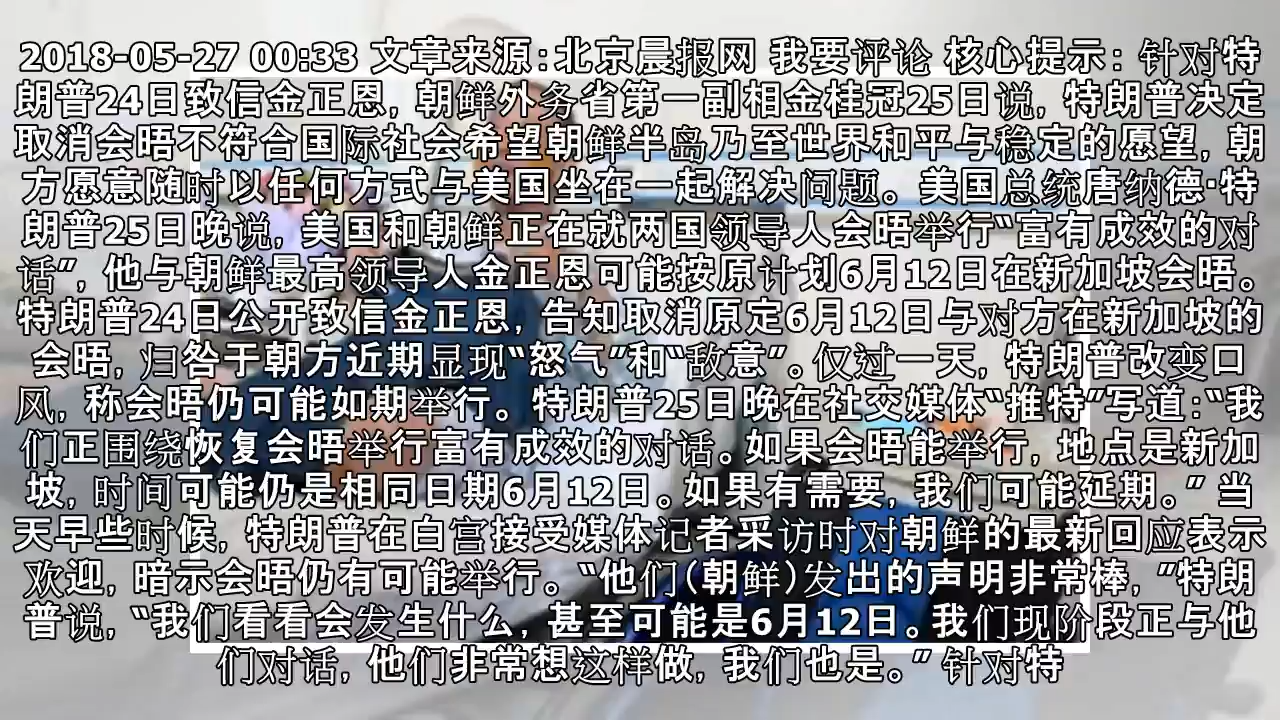 2018-05-27 00:33 文章来源：北京晨报网 我要评论 核心提示：针对特
朗普24日致信金正恩，朝鲜外务省第一副相金桂冠25日说，特朗普决定
取消会晤不符合国际社会希望朝鲜半岛乃至世界和平与稳定的愿望，朝
方愿意随时以任何方式与美国坐在一起解决问题。美国总统唐纳德·特
朗普25日晚说，美国和朝鲜正在就两国领导人会晤举行“富有成效的对
话”，他与朝鲜最高领导人金正恩可能按原计划6月12日在新加坡会晤。
特朗普24日公开致信金正恩，告知取消原定6月12日与对方在新加坡的
会晤，归咎于朝方近期显现“怒气”和“敌意”。仅过一天，特朗普改变口
风，称会晤仍可能如期举行。特朗普25日晚在社交媒体“推特”写道：“我
们正围绕恢复会晤举行富有成效的对话。如果会晤能举行，地点是新加
坡，时间可能仍是相同日期6月12日。如果有需要，我们可能延期。”当
天早些时候，特朗普在白宫接受媒体记者采访时对朝鲜的最新回应表示
欢迎，暗示会晤仍有可能举行。“他们（朝鲜）发出的声明非常棒，”特朗
普说，“我们看看会发生什么，甚至可能是6月12日。我们现阶段正与他
们对话，他们非常想这样做，我们也是。”针对特